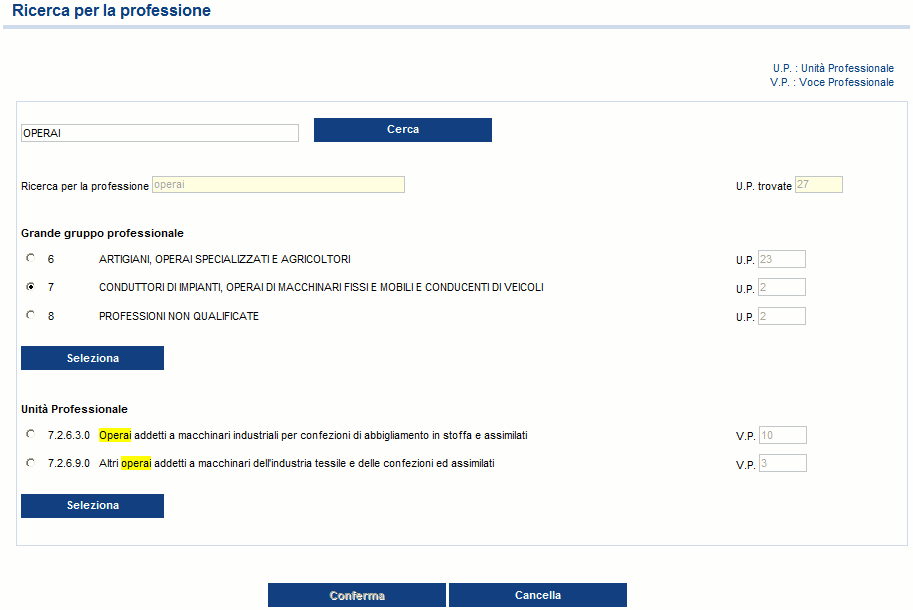 Ricerca per la professione
U.P. : Unità Professionale
V.P. : Voce Professionale
OPERAI Cerca
Ricerca per la professione operai U.P. trovate 27
Grande gruppo professionale
6 ARTIGIANI, OPERAI SPECIALIZZATI E AGRICOLTORI U.P. 23
7 CONDUTTORI DI IMPIANTI, OPERAI DI MACCHINARI FISSI E MOBILI E CONDUCENTI DI VEICOLI U.P. 2
8 PROFESSIONI NON QUALIFICATE U.P. 2
Seleziona
Unità Professionale
7.2.6.3.0 Operai addetti a macchinari industriali per confezioni di abbigliamento in stoffa e assimilati V.P. 10
7.2.6.9.0 Altri operai addetti a macchinari dell'industria tessile e delle confezioni ed assimilati V.P. 3
Seleziona
Conferma Cancella